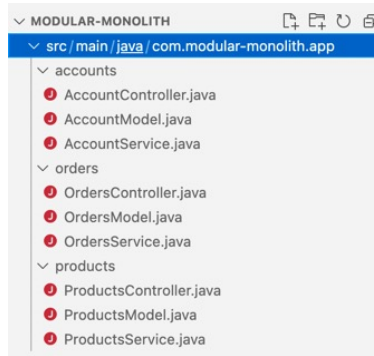 MODULAR-MONOLITH
src/main/java/com.modular-monolith.app
accounts
AccountController.java
AccountModel.java
AccountService.java
orders
OrdersController.java
OrdersModel.java
OrdersService.java
products
ProductsController.java
ProductsModel.java
ProductsService.java